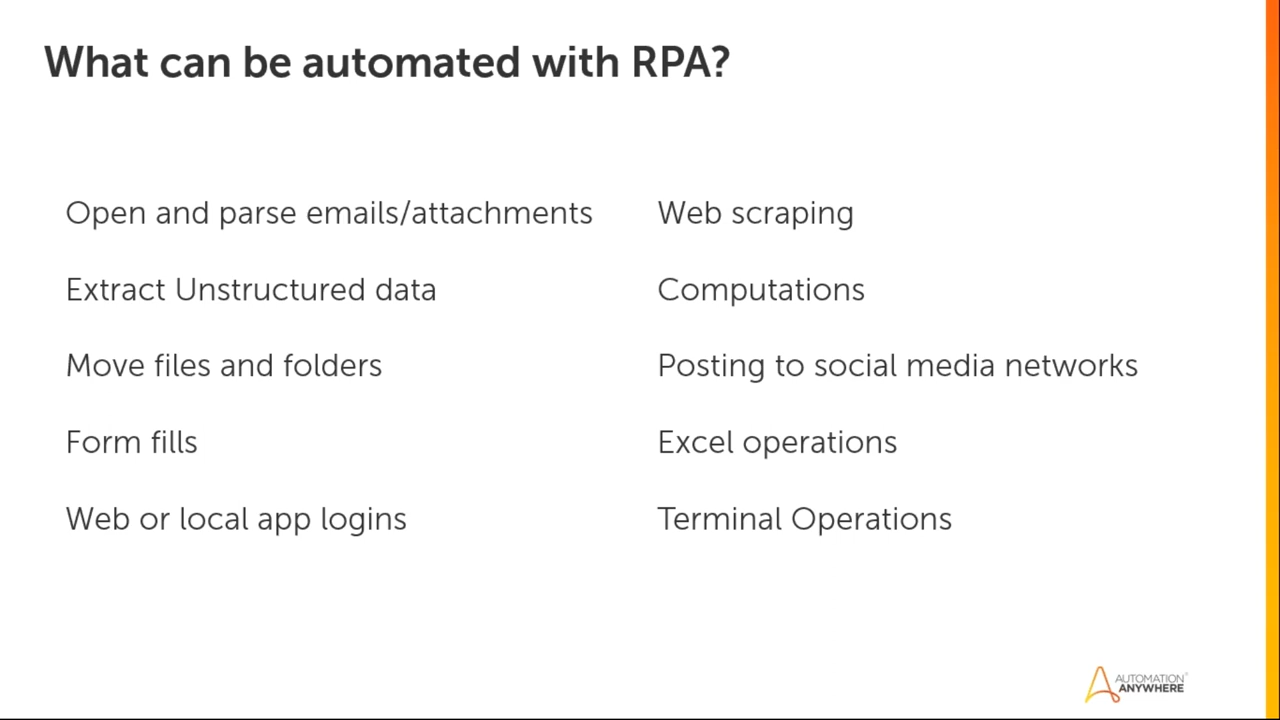 What can be automated with RPA?
Open and parse emails/attachments
Extract Unstructured data
Move files and folders
Form fills
Web or local app logins
Web scraping
Computations
Posting to social media networks
Excel operations
Terminal Operations
AUTOMATION
ANYWHERE